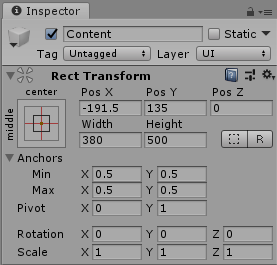 Inspector
Content Static
Tag Untagged Layer UI
Rect Transform
center Pos X Pos Y Pos Z
middle -191.5 135 0
Width Height
380 500 R
Anchors
Min X 0.5 Y 0.5
Max X 0.5 Y 0.5
Pivot X 0 Y 1
Rotation X 0 Y 0 Z 0
Scale X 1 Y 1 Z 1